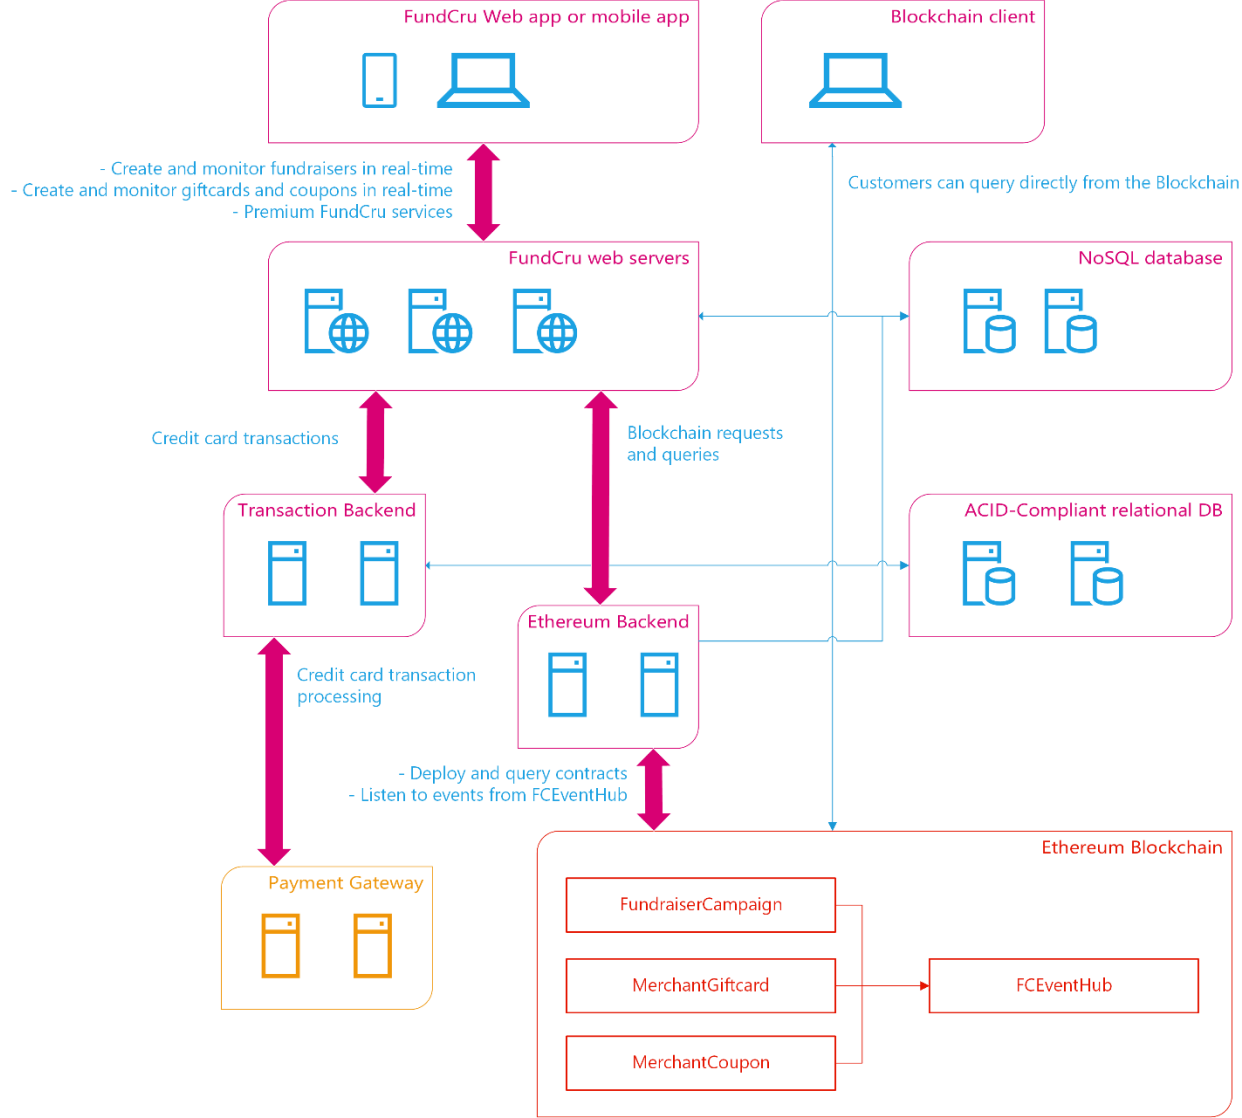 FundCru Web app or mobile app
Blockchain client
- Create and monitor fundraisers in real-time
- Create and monitor giftcards and coupons in real-time
- Premium FundCru services
Customers can query directly from the Blockchain
FundCru web servers
NoSQL database
Credit card transactions
Blockchain requests
and queries
Transaction Backend
ACID-Compliant relational DB
Ethereum Backend
Credit card transaction
processing
- Deploy and query contracts
- Listen to events from FCEventHub
Ethereum Blockchain
Payment Gateway
FundraiserCampaign
MerchantGiftcard
FCEventHub
MerchantCoupon